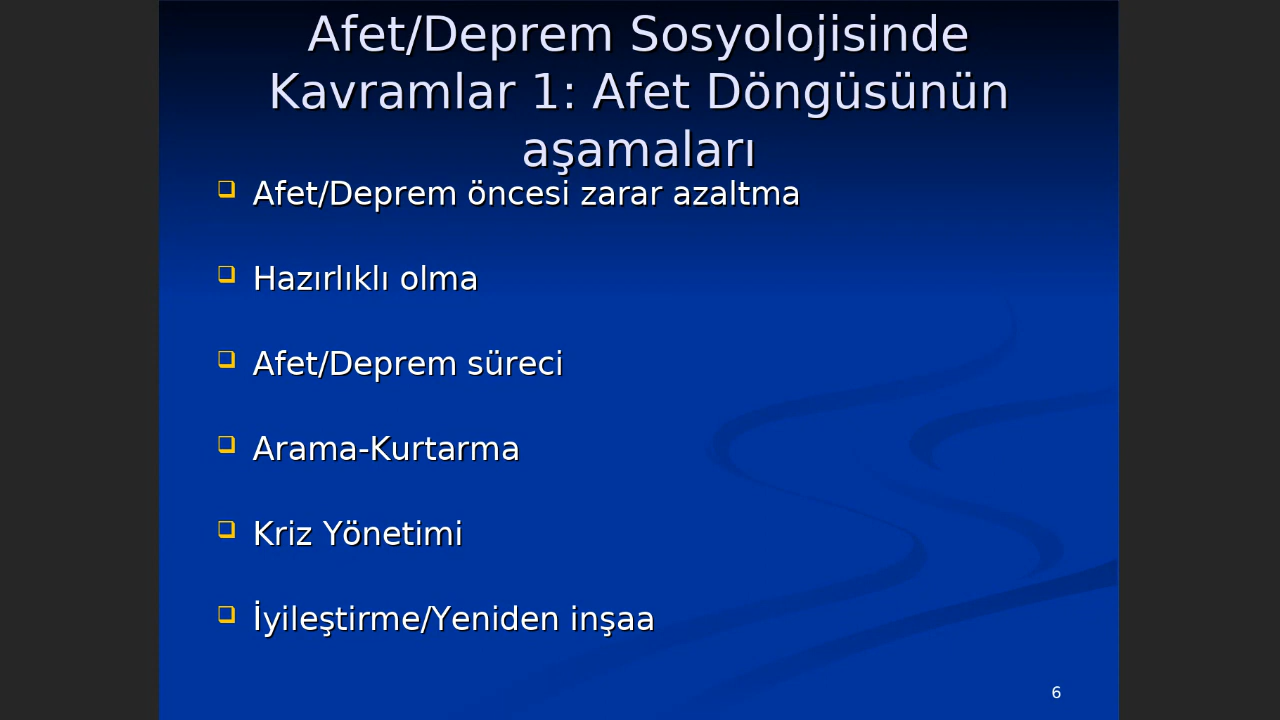 Afet/Deprem Sosyolojisinde
Kavramlar 1: Afet Döngüsünün
aşamaları
Afet/Deprem öncesi zarar azaltma
Hazırlıklı olma
Afet/Deprem süreci
Arama-Kurtarma
Kriz Yönetimi
İyileştirme/Yeniden inşaa
6